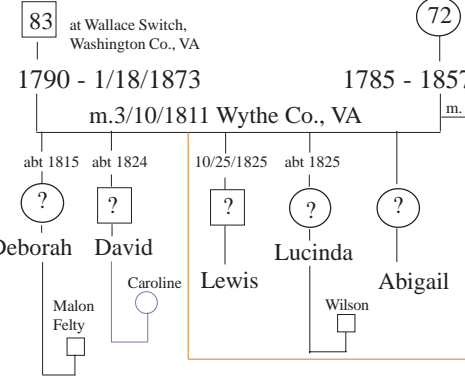 83
at Wallace Switch,
Washington Co., VA
72
1790 - 1/18/1873
1785 - 1857
m.3/10/1811 Wythe Co., VA
m.
abt 1815
abt 1824
10/25/1825
abt 1825
?
?
?
?
?
Deborah
David
Lewis
Lucinda
Abigail
Caroline
Malon
Felty
Wilson